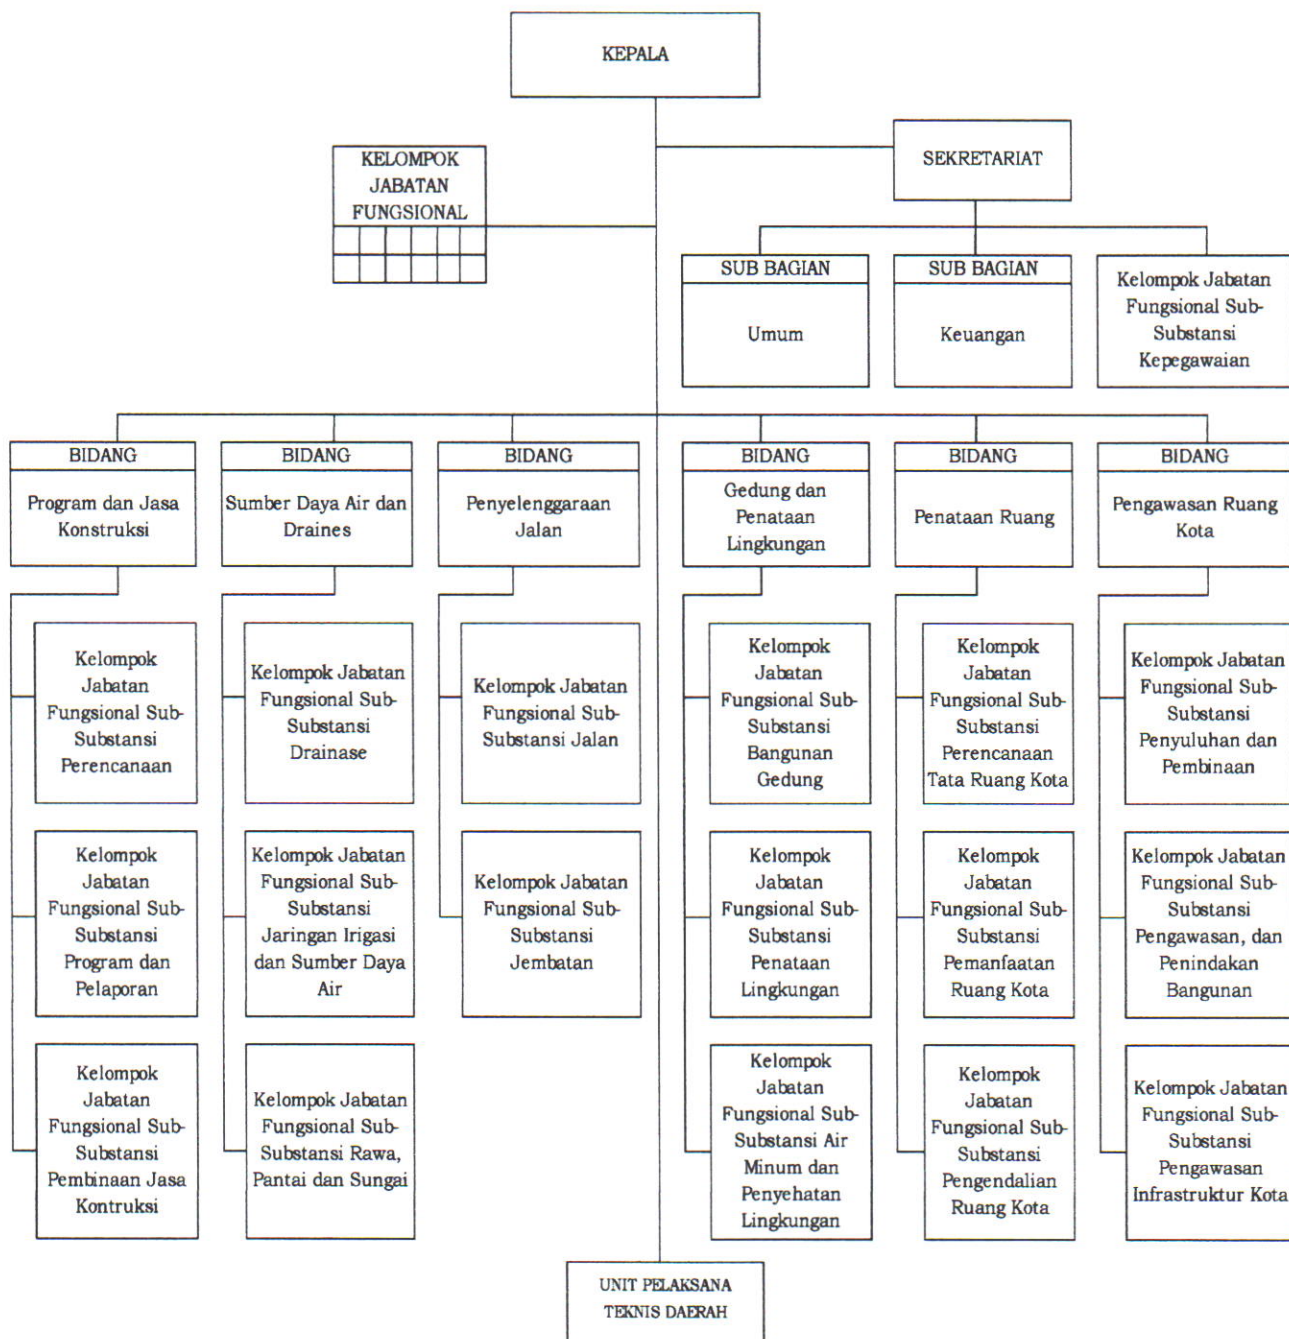 KEPALA
SEKRETARIAT
KELOMPOK
JABATAN
FUNGSIONAL
SUB BAGIAN
Umum
SUB BAGIAN
Keuangan
Kelompok Jabatan
Fungsional Sub-
Substansi
Kepegawaian
BIDANG
Program dan Jasa
Konstruksi
BIDANG
Sumber Daya Air dan
Draines
BIDANG
Penyelenggaraan
Jalan
BIDANG
Gedung dan
Penataan
Lingkungan
BIDANG
Penataan Ruang
BIDANG
Pengawasan Ruang
Kota
Kelompok
Jabatan
Fungsional Sub-
Substansi
Perencanaan
Kelompok Jabatan
Fungsional Sub-
Substansi
Drainase
Kelompok Jabatan
Fungsional Sub-
Substansi Jalan
Kelompok
Jabatan
Fungsional Sub-
Substansi
Bangunan
Gedung
Kelompok
Jabatan
Fungsional Sub-
Substansi
Perencanaan
Tata Ruang Kota
Kelompok Jabatan
Fungsional Sub-
Substansi
Penyuluhan dan
Pembinaan
Kelompok
Jabatan
Fungsional Sub-
Substansi
Program dan
Pelaporan
Kelompok Jabatan
Fungsional Sub-
Substansi
Jaringan Irigasi
dan Sumber Daya
Air
Kelompok Jabatan
Fungsional Sub-
Substansi
Jembatan
Kelompok
Jabatan
Fungsional Sub-
Substansi
Penataan
Lingkungan
Kelompok
Jabatan
Fungsional Sub-
Substansi
Pemanfaatan
Ruang Kota
Kelompok Jabatan
Fungsional Sub-
Substansi
Pengawasan, dan
Penindakan
Bangunan
Kelompok
Jabatan
Fungsional Sub-
Substansi
Pembinaan Jasa
Kontruksi
Kelompok Jabatan
Fungsional Sub-
Substansi Rawa,
Pantai dan Sungai
Kelompok
Jabatan
Fungsional Sub-
Substansi Air
Minum dan
Penyehatan
Lingkungan
Kelompok
Jabatan
Fungsional Sub-
Substansi
Pengendalian
Ruang Kota
Kelompok Jabatan
Fungsional Sub-
Substansi
Pengawasan
Infrastruktur Kota
UNIT PELAKSANA
TEKNIS DAERAH